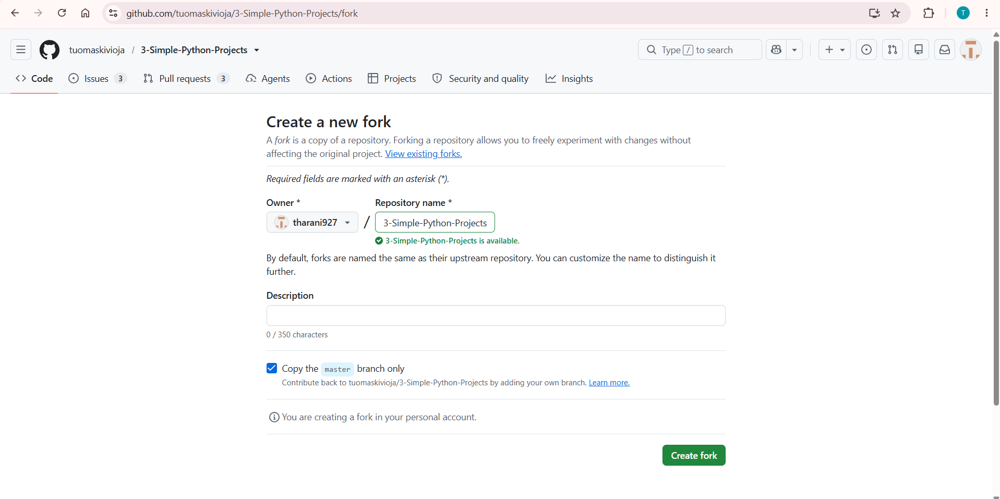 github.com/tuomaskivioja/3-Simple-Python-Projects/fork
T
tuomaskivioja / 3-Simple-Python-Projects
Type / to search
Code
Issues 3
Pull requests 3
Agents
Actions
Projects
Security and quality
Insights
Create a new fork
A fork is a copy of a repository. Forking a repository allows you to freely experiment with changes without
affecting the original project. View existing forks.
Required fields are marked with an asterisk (*).
Owner *
Repository name *
tharani927
/
3-Simple-Python-Projects
3-Simple-Python-Projects is available.
By default, forks are named the same as their upstream repository. You can customize the name to distinguish it
further.
Description
0 / 350 characters
Copy the master branch only
Contribute back to tuomaskivioja/3-Simple-Python-Projects by adding your own branch. Learn more.
You are creating a fork in your personal account.
Create fork